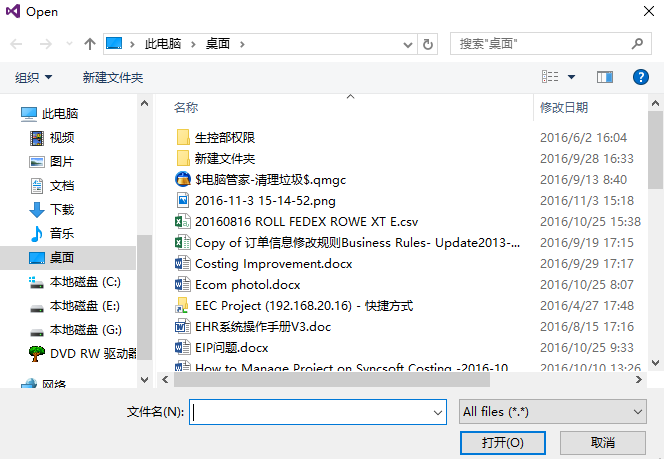 Open
此电脑 桌面 搜索"桌面"
组织 新建文件夹
名称 修改日期
此电脑
视频
图片
文档
下载
音乐
桌面
本地磁盘 (C:)
本地磁盘 (E:)
本地磁盘 (G:)
DVD RW 驱动器
网络
生控部权限 2016/6/2 16:04
新建文件夹 2016/9/28 16:33
$电脑管家-清理垃圾$.qmgc 2016/9/13 8:40
2016-11-3 15-14-52.png 2016/11/3 15:18
20160816 ROLL FEDEX ROWE XT E.csv 2016/10/25 15:38
Copy of 订单信息修改规则Business Rules- Update2013-... 2016/9/19 17:15
Costing Improvement.docx 2016/9/29 17:17
Ecom photol.docx 2016/10/25 8:07
EEC Project (192.168.20.16) - 快捷方式 2016/4/27 17:48
EHR系统操作手册V3.doc 2016/8/15 17:16
EIP问题.docx 2016/10/25 9:33
How to Manage Project on Syncsoft Costing -2016-10 2016/10/10 13:26
文件名(N): All files (*.*)
打开(O) 取消